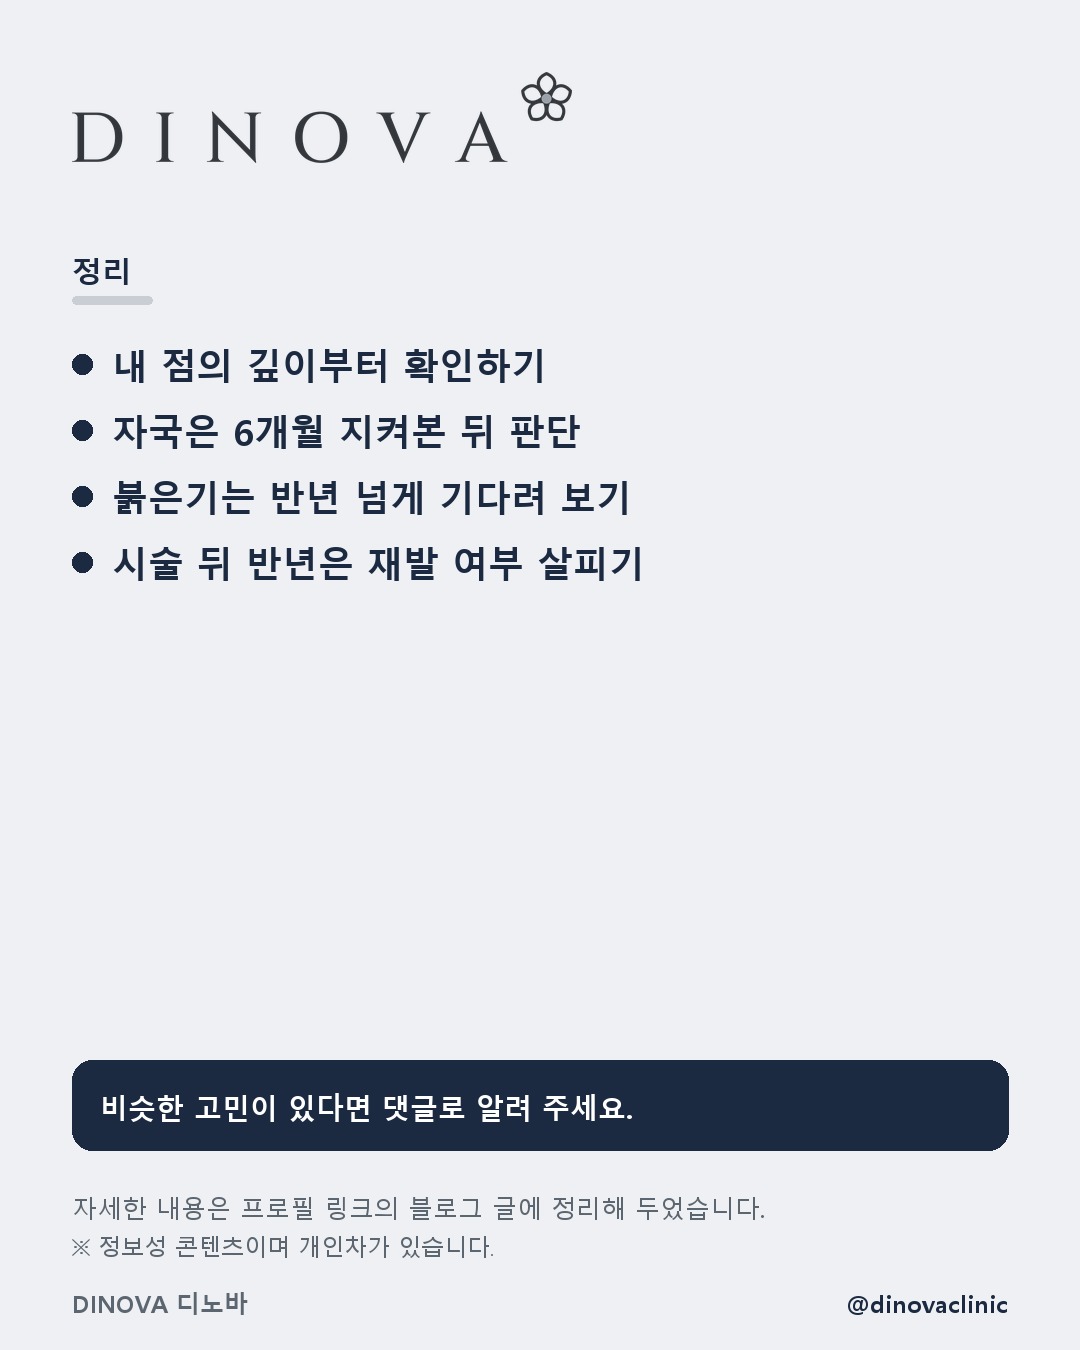 DINOVA
정리
● 내 점의 깊이부터 확인하기
● 자국은 6개월 지켜본 뒤 판단
● 붉은기는 반년 넘게 기다려 보기
● 시술 뒤 반년은 재발 여부 살피기
비슷한 고민이 있다면 댓글로 알려 주세요.
자세한 내용은 프로필 링크의 블로그 글에 정리해 두었습니다.
※ 정보성 콘텐츠이며 개인차가 있습니다.
DINOVA 디노바
@dinovaclinic